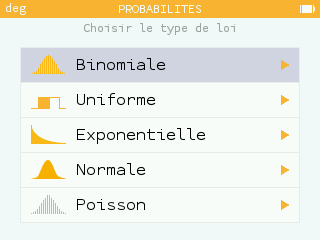 deg PROBABILITES
Choisir le type de loi
Binomiale
Uniforme
Exponentielle
Normale
Poisson